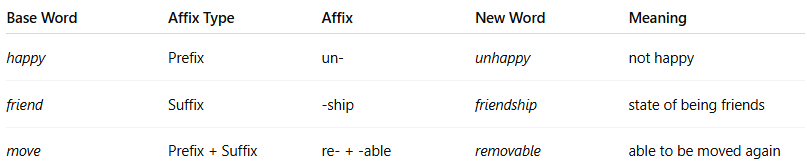 Base Word Affix Type Affix New Word Meaning
happy Prefix un- unhappy not happy
friend Suffix -ship friendship state of being friends
move Prefix + Suffix re- + -able removable able to be moved again